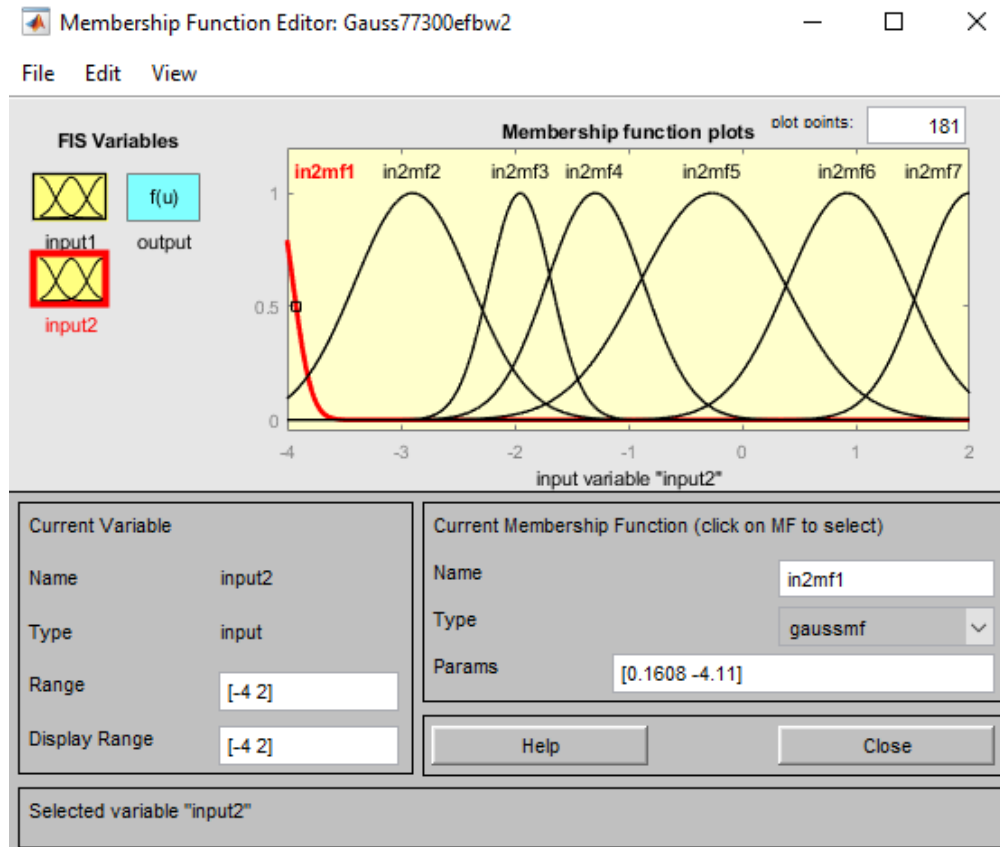 Membership Function Editor: Gauss77300efbw2
File Edit View
FIS Variables
f(u)
input1 output
input2
Membership function plots plot points: 181
in2mf1 in2mf2 in2mf3 in2mf4 in2mf5 in2mf6 in2mf7
1
0.5
0
-4 -3 -2 -1 0 1 2
input variable "input2"
Current Variable
Name input2
Type input
Range [-4 2]
Display Range [-4 2]
Current Membership Function (click on MF to select)
Name in2mf1
Type gaussmf
Params [0.1608 -4.11]
Help Close
Selected variable "input2"